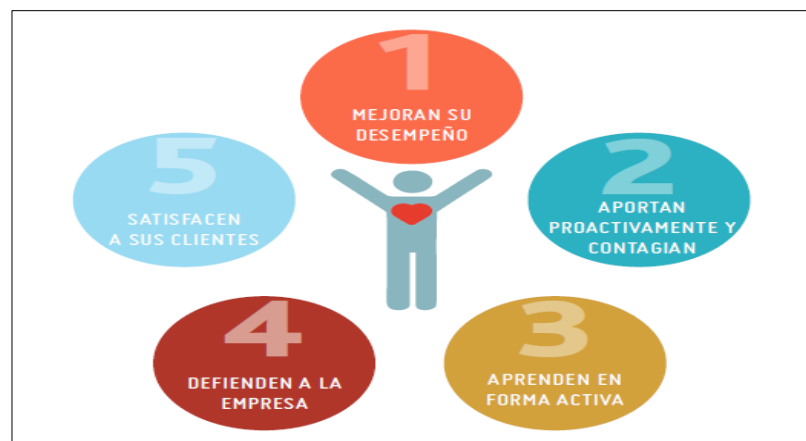 1
MEJORAN SU
DESEMPEÑO
2
APORTAN
PROACTIVAMENTE Y
CONTAGIAN
3
APRENDEN EN
FORMA ACTIVA
4
DEFIENDEN A LA
EMPRESA
5
SATISFACEN
A SUS CLIENTES